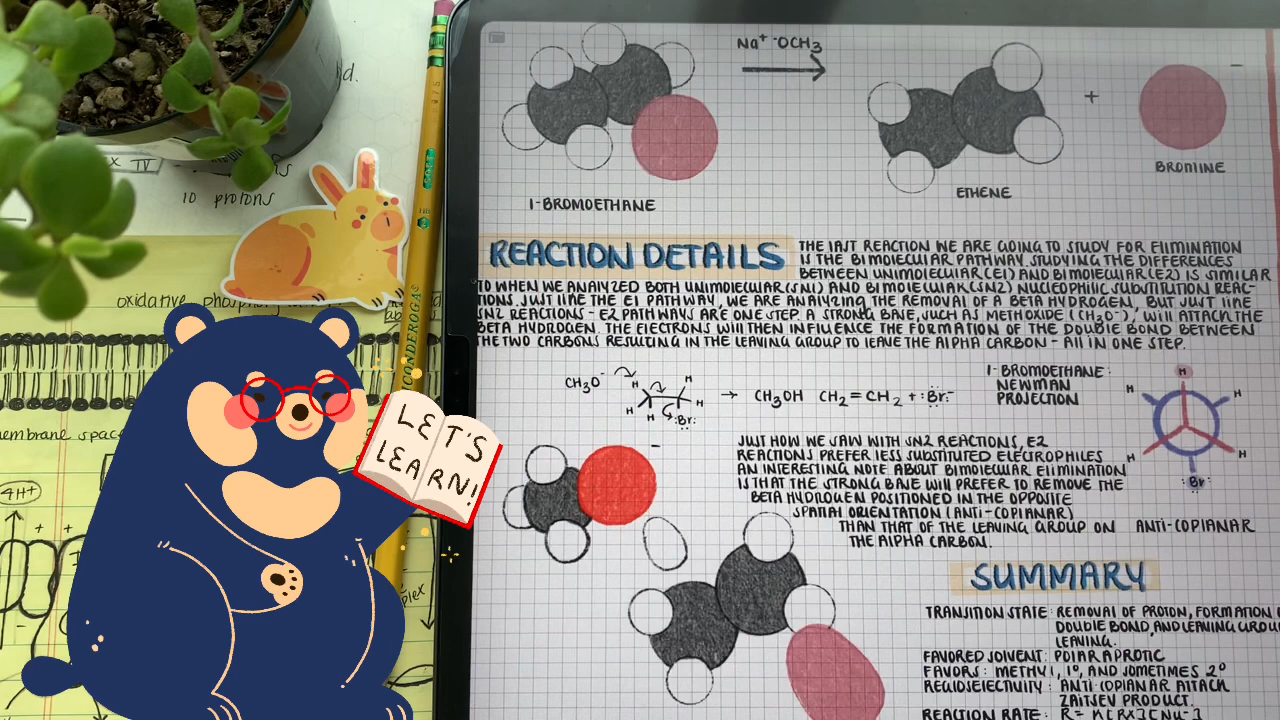 Na⁺ ⁻OCH₃
1-BROMOETHANE
ETHENE
+
BROMINE
−
10 protons
REACTION DETAILS
THE LAST REACTION WE ARE GOING TO STUDY FOR ELIMINATION
IS THE BIMOLECULAR PATHWAY. STUDYING THE DIFFERENCES
BETWEEN UNIMOLECULAR (E1) AND BIMOLECULAR (E2) IS SIMILAR
TO WHEN WE ANALYZED BOTH UNIMOLECULAR (SN1) AND BIMOLECULAR (SN2) NUCLEOPHILIC SUBSTITUTION REAC-
TIONS. JUST LIKE THE E1 PATHWAY, WE ARE ANALYZING THE REMOVAL OF A BETA HYDROGEN, BUT JUST LIKE
SN2 REACTIONS - E2 PATHWAYS ARE ONE STEP. A STRONG BASE, SUCH AS METHOXIDE (CH₃O⁻), WILL ATTACK THE
BETA HYDROGEN. THE ELECTRONS WILL THEN INFLUENCE THE FORMATION OF THE DOUBLE BOND BETWEEN
THE TWO CARBONS RESULTING IN THE LEAVING GROUP TO LEAVE THE ALPHA CARBON - ALL IN ONE STEP.
CH₃O⁻ H H H H H :Br: → CH₃OH CH₂=CH₂ + :Br:⁻
1-BROMOETHANE:
NEWMAN
PROJECTION
H
H H
H H
:Br:
ANTI-COPLANAR
JUST HOW WE SAW WITH SN2 REACTIONS, E2
REACTIONS PREFER LESS SUBSTITUTED ELECTROPHILES
AN INTERESTING NOTE ABOUT BIMOLECULAR ELIMINATION
IS THAT THE STRONG BASE WILL PREFER TO REMOVE THE
BETA HYDROGEN POSITIONED IN THE OPPOSITE
SPATIAL ORIENTATION (ANTI-COPLANAR)
THAN THAT OF THE LEAVING GROUP ON
THE ALPHA CARBON.
SUMMARY
TRANSITION STATE: REMOVAL OF PROTON, FORMATION
DOUBLE BOND, AND LEAVING GROUP
LEAVING.
FAVORED SOLVENT: POLAR APROTIC
FAVORS: METHYL, 1°, AND SOMETIMES 2°
REGIOSELECTIVITY: ANTI-COPLANAR ATTACK
ZAITSEV PRODUCT.
REACTION RATE: R =
LET'S
LEARN!
oxidative
membrane space
4H⁺